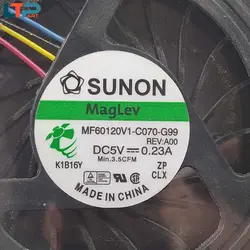 SUNON
MagLev
MF60120V1-C070-G99
REV:A00
DC5V⎓0.23A
Min.3.5CFM
K1B16Y
ZP
CLX
MADE IN CHINA